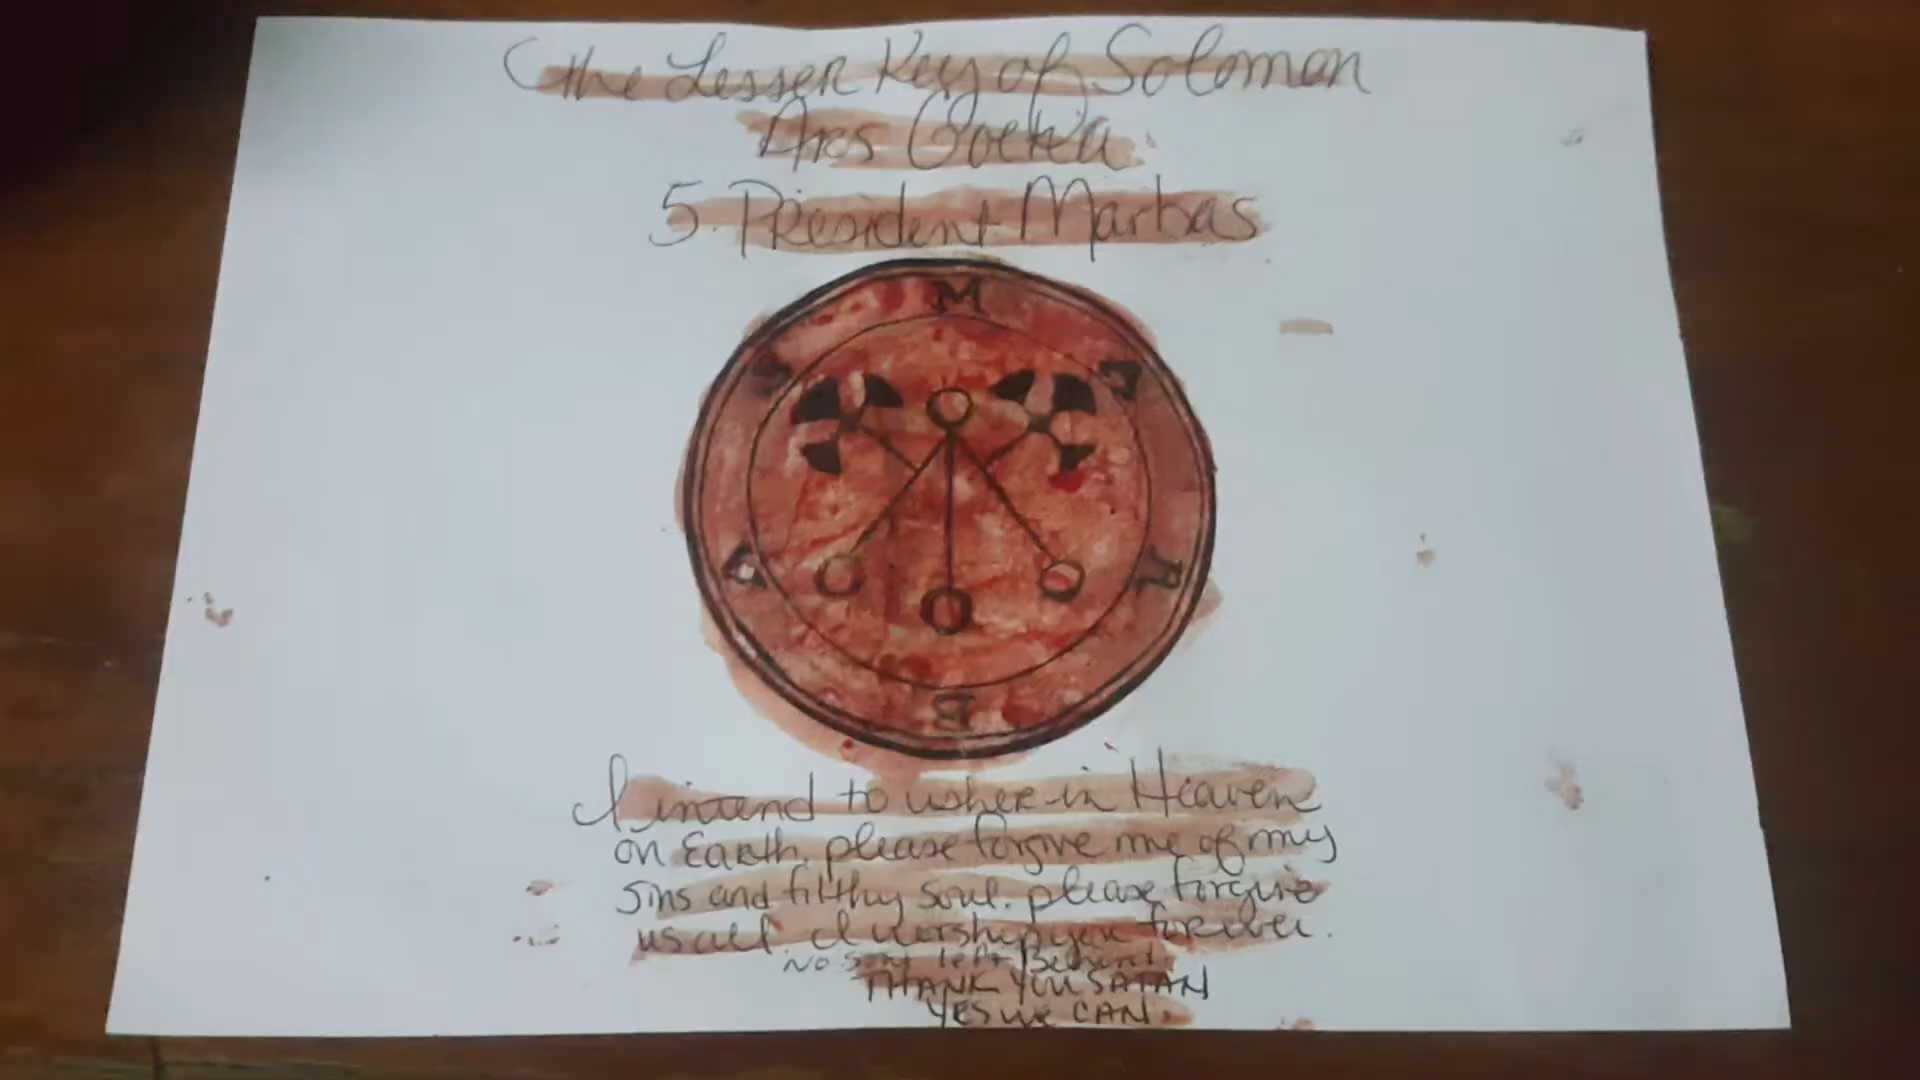 The Lesser Key of Solomon
Ars Goetia
5. President Marbas
M A R B A S
I intend to usher in Heaven
on Earth. please forgive me of my
sins and filthy soul. please forgive
us all. I worship you forever.
No soul left Behind
THANK YOU SATAN
YES WE CAN.